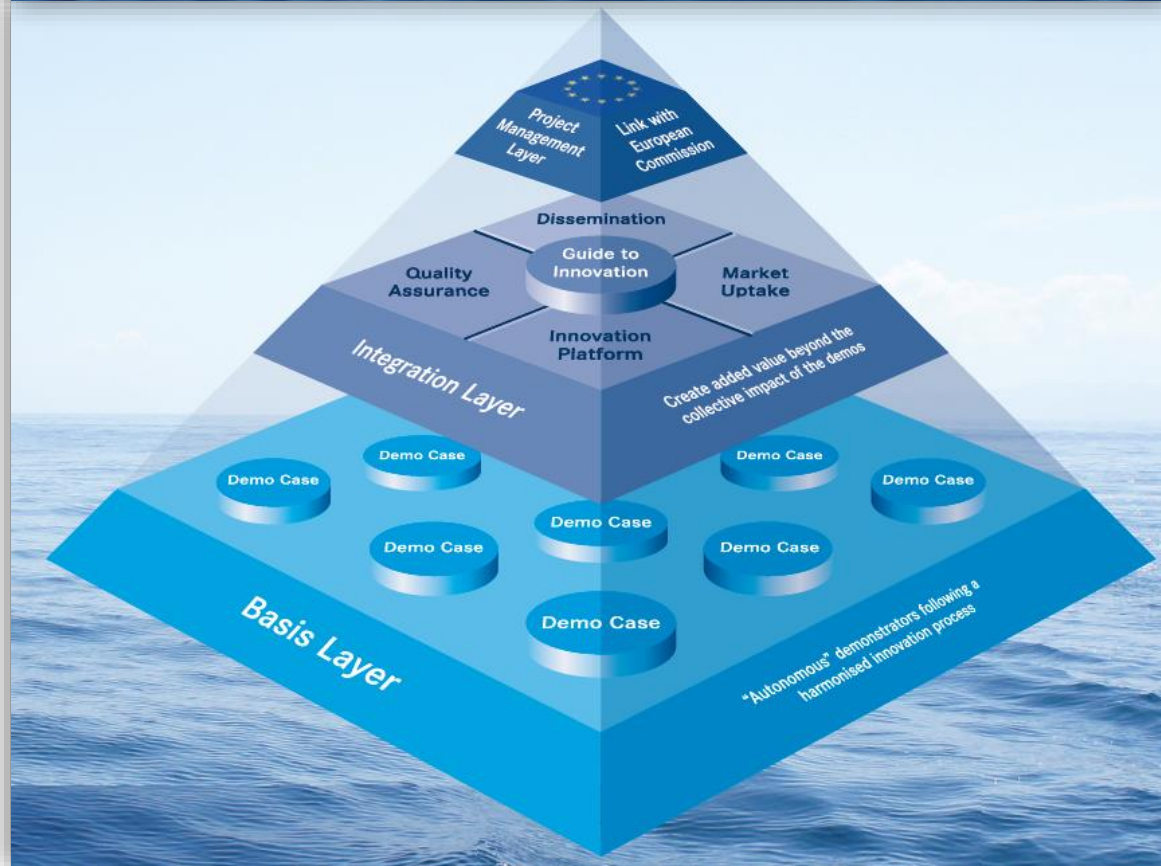 Project
Management
Layer
Link with
European
Commission
Dissemination
Guide to
Innovation
Quality
Assurance
Market
Uptake
Innovation
Platform
Integration Layer
Create added value beyond the
collective impact of the demos
Demo Case
Demo Case
Demo Case
Demo Case
Demo Case
Demo Case
Demo Case
Demo Case
Basis Layer
"Autonomous" demonstrators following a
harmonised innovation process